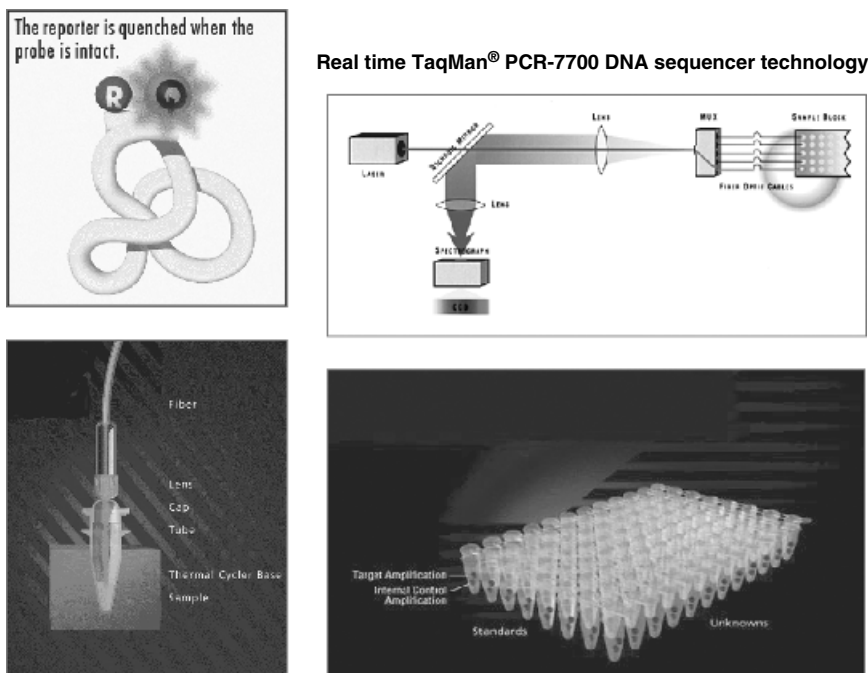 The reporter is quenched when the
probe is intact.
R Q
Real time TaqMan® PCR-7700 DNA sequencer technology
LASER
DICHROIC MIRROR
LENS
MUX
SAMPLE BLOCK
FIBER OPTIC CABLES
LENS
SPECTROGRAPH
CCD
Fiber
Lens
Cap
Tube
Thermal Cycler Base
Sample
Target Amplification
Internal Control
Amplification
Standards
Unknowns